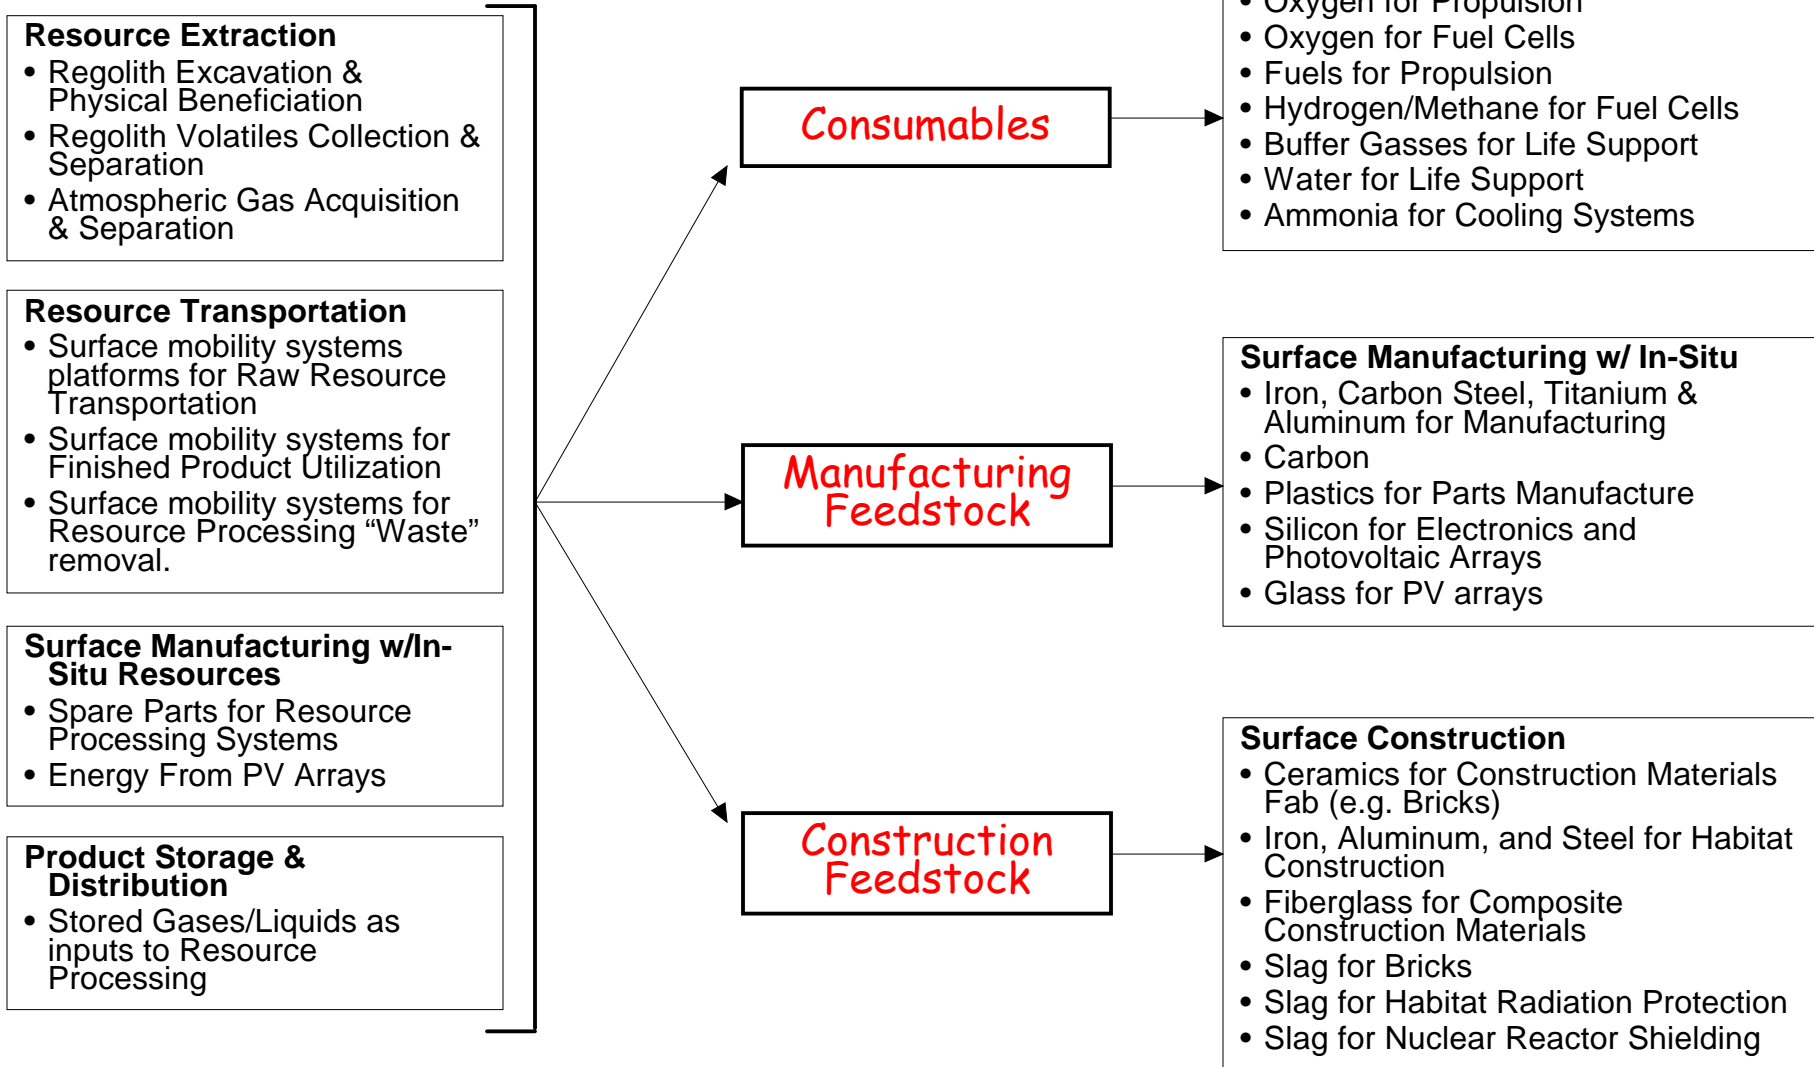 Resource Extraction
• Regolith Excavation &
Physical Beneficiation
• Regolith Volatiles Collection &
Separation
• Atmospheric Gas Acquisition
& Separation
Resource Transportation
• Surface mobility systems
platforms for Raw Resource
Transportation
• Surface mobility systems for
Finished Product Utilization
• Surface mobility systems for
Resource Processing “Waste”
removal.
Surface Manufacturing w/In-
Situ Resources
• Spare Parts for Resource
Processing Systems
• Energy From PV Arrays
Product Storage &
Distribution
• Stored Gases/Liquids as
inputs to Resource
Processing
Consumables
Manufacturing
Feedstock
Construction
Feedstock
• Oxygen for Propulsion
• Oxygen for Fuel Cells
• Fuels for Propulsion
• Hydrogen/Methane for Fuel Cells
• Buffer Gasses for Life Support
• Water for Life Support
• Ammonia for Cooling Systems
Surface Manufacturing w/ In-Situ
• Iron, Carbon Steel, Titanium &
Aluminum for Manufacturing
• Carbon
• Plastics for Parts Manufacture
• Silicon for Electronics and
Photovoltaic Arrays
• Glass for PV arrays
Surface Construction
• Ceramics for Construction Materials
Fab (e.g. Bricks)
• Iron, Aluminum, and Steel for Habitat
Construction
• Fiberglass for Composite
Construction Materials
• Slag for Bricks
• Slag for Habitat Radiation Protection
• Slag for Nuclear Reactor Shielding